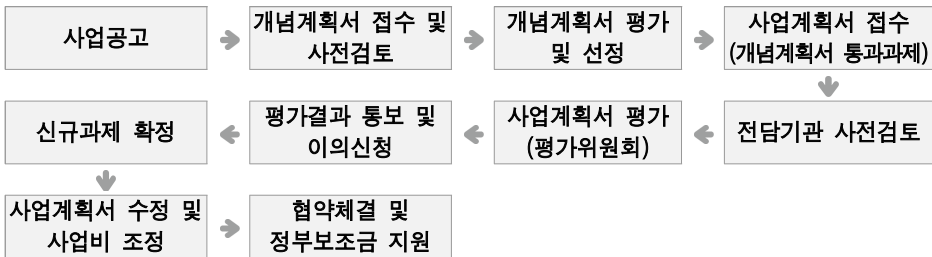 사업공고
개념계획서 접수 및
사전검토
개념계획서 평가
및 선정
사업계획서 접수
(개념계획서 통과과제)
전담기관 사전검토
사업계획서 평가
(평가위원회)
평가결과 통보 및
이의신청
신규과제 확정
사업계획서 수정 및
사업비 조정
협약체결 및
정부보조금 지원